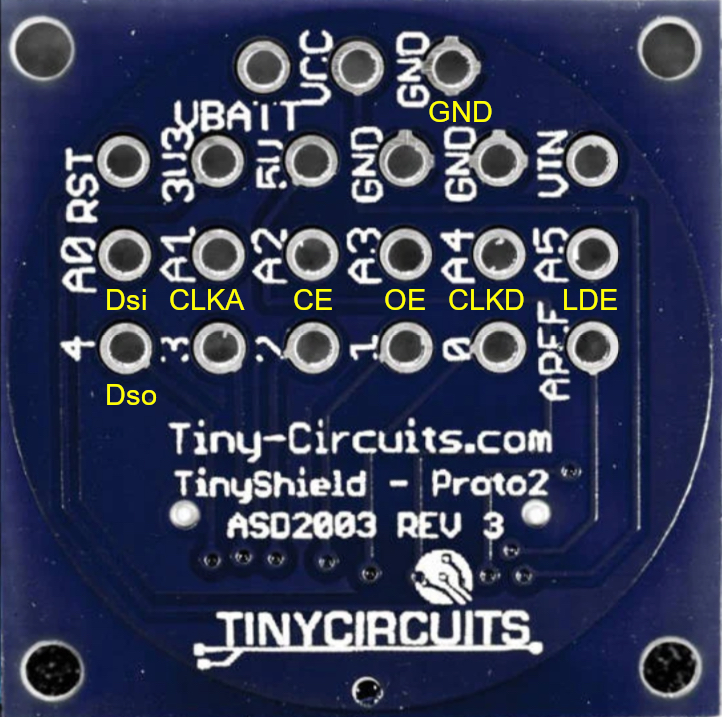 VCC GND
VBATT GND
RST 3V3 5V GND GND VIN
A0 A1 A2 A3 A4 A5
Dsi CLKA CE OE CLKD LDE
4 3 2 1 0 AREF
Dso
Tiny-Circuits.com
TinyShield - Proto2
ASD2003 REV 3
TINYCIRCUITS